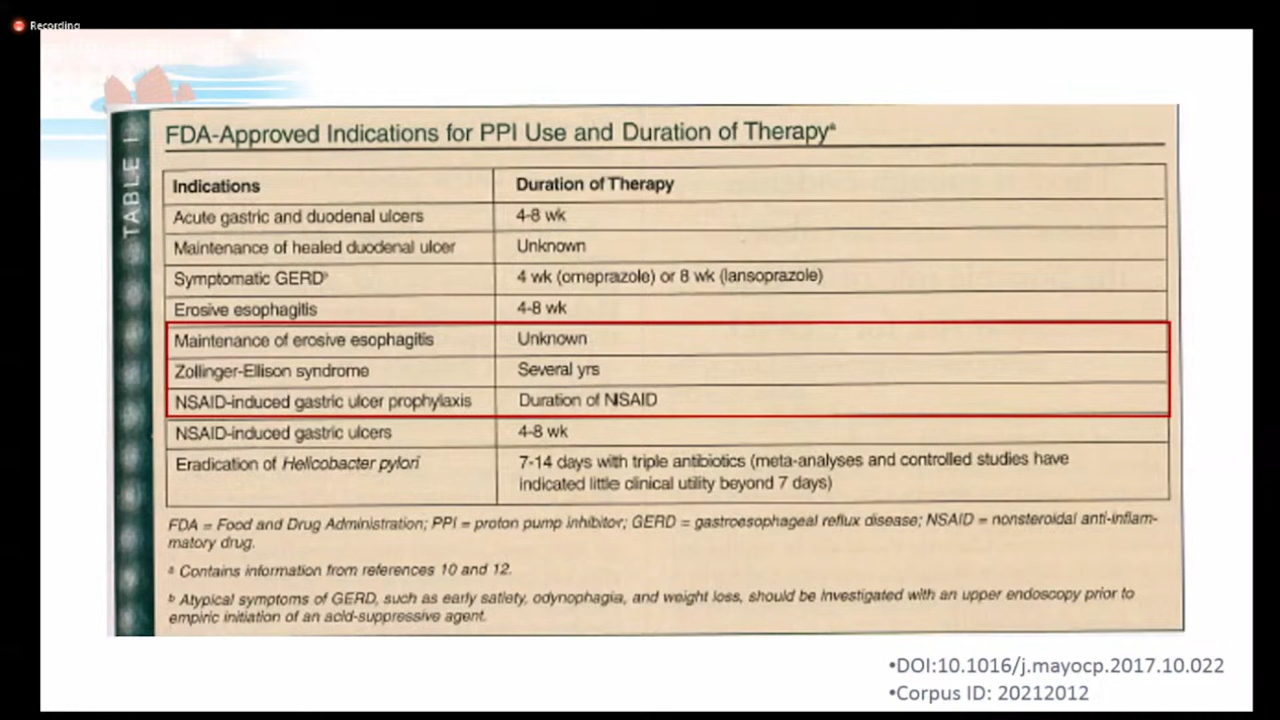 Recording
TABLE 1
FDA-Approved Indications for PPI Use and Duration of Therapyª
Indications Duration of Therapy
Acute gastric and duodenal ulcers 4-8 wk
Maintenance of healed duodenal ulcer Unknown
Symptomatic GERDᵇ 4 wk (omeprazole) or 8 wk (lansoprazole)
Erosive esophagitis 4-8 wk
Maintenance of erosive esophagitis Unknown
Zollinger-Ellison syndrome Several yrs
NSAID-induced gastric ulcer prophylaxis Duration of NSAID
NSAID-induced gastric ulcers 4-8 wk
Eradication of Helicobacter pylori 7-14 days with triple antibiotics (meta-analyses and controlled studies have
indicated little clinical utility beyond 7 days)
FDA = Food and Drug Administration; PPI = proton pump inhibitor; GERD = gastroesophageal reflux disease; NSAID = nonsteroidal anti-inflam-
matory drug.
ª Contains information from references 10 and 12.
ᵇ Atypical symptoms of GERD, such as early satiety, odynophagia, and weight loss, should be investigated with an upper endoscopy prior to
empiric initiation of an acid-suppressive agent.
•DOI:10.1016/j.mayocp.2017.10.022
•Corpus ID: 20212012